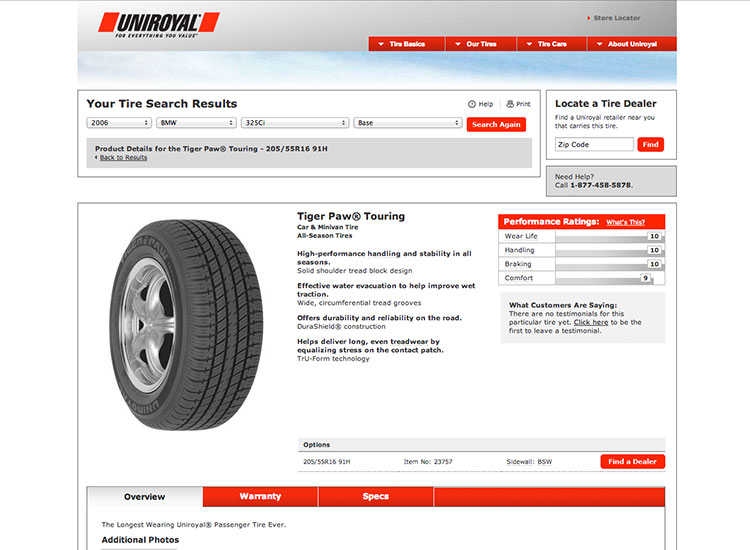 UNIROYAL®
FOR EVERYTHING YOU VALUE™
Store Locator
Tire Basics
Our Tires
Tire Care
About Uniroyal
Your Tire Search Results
Help
Print
2006
BMW
325Ci
Base
Search Again
Product Details for the Tiger Paw® Touring - 205/55R16 91H
Back to Results
Locate a Tire Dealer
Find a Uniroyal retailer near you
that carries this tire.
Zip Code
Find
Need Help?
Call 1-877-458-5878.
UNIROYAL
Tiger Paw® Touring
Car & Minivan Tire
All-Season Tires
High-performance handling and stability in all
seasons.
Solid shoulder tread block design
Effective water evacuation to help improve wet
traction.
Wide, circumferential tread grooves
Offers durability and reliability on the road.
DuraShield® construction
Helps deliver long, even treadwear by
equalizing stress on the contact patch.
TrU-Form technology
Performance Ratings: What's This?
Wear Life 10
Handling 10
Braking 10
Comfort 9
What Customers Are Saying:
There are no testimonials for this
particular tire yet. Click here to be the
first to leave a testimonial.
Options
205/55R16 91H
Item No: 23757
Sidewall: BSW
Find a Dealer
Overview
Warranty
Specs
The Longest Wearing Uniroyal® Passenger Tire Ever.
Additional Photos